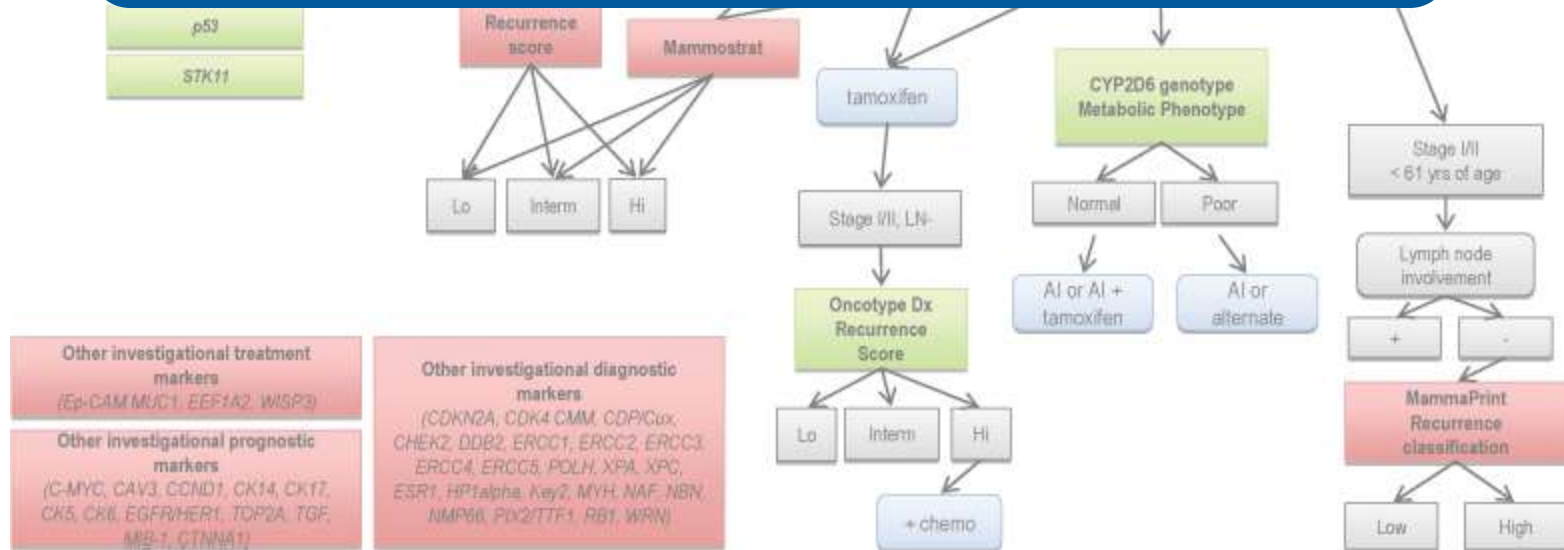 p53
STK11
Recurrence
score
Mammostrat
Lo
Interm
Hi
tamoxifen
Stage I/II, LN-
Oncotype Dx
Recurrence
Score
Lo
Interm
Hi
+ chemo
CYP2D6 genotype
Metabolic Phenotype
Normal
Poor
AI or AI +
tamoxifen
AI or
alternate
Stage I/II
< 61 yrs of age
Lymph node
involvement
+
-
MammaPrint
Recurrence
classification
Low
High
Other investigational treatment
markers
(Ep-CAM MUC1, EEF1A2, WISP3)
Other investigational prognostic
markers
(C-MYC, CAV3, CCND1, CK14, CK17,
CK5, CK6, EGFR/HER1, TOP2A, TGF,
MIB-1, CTNNA1)
Other investigational diagnostic
markers
(CDKN2A, CDK4 CMM, CDP/Cux,
CHEK2, DDB2, ERCC1, ERCC2, ERCC3,
ERCC4, ERCC5, POLH, XPA, XPC,
ESR1, HP1alpha, Key2, MYH, NAF, NBN,
NMP66, PIX2/TTF1, RB1, WRN)